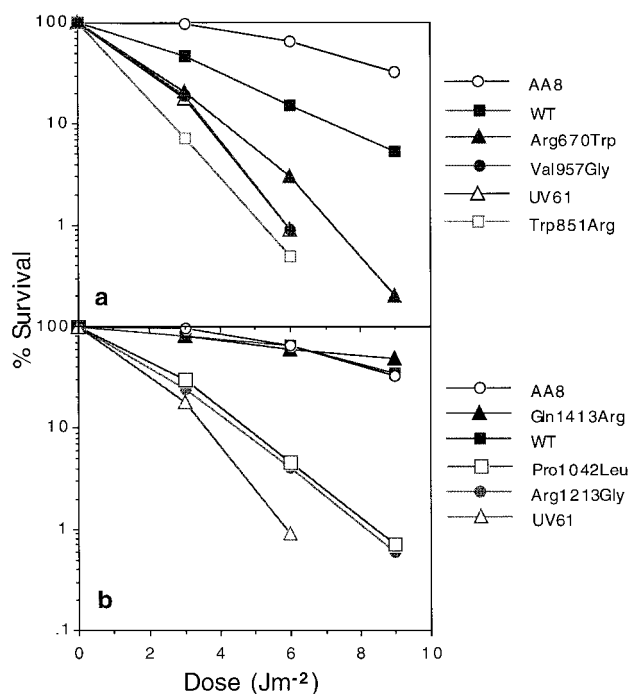 100
10
1
.1
a
AA8
WT
Arg670Trp
Val957Gly
UV61
Trp851Arg
% Survival
100
10
1
.1
b
AA8
Gln1413Arg
WT
Pro1042Leu
Arg1213Gly
UV61
0 2 4 6 8 10
Dose (Jm-2)